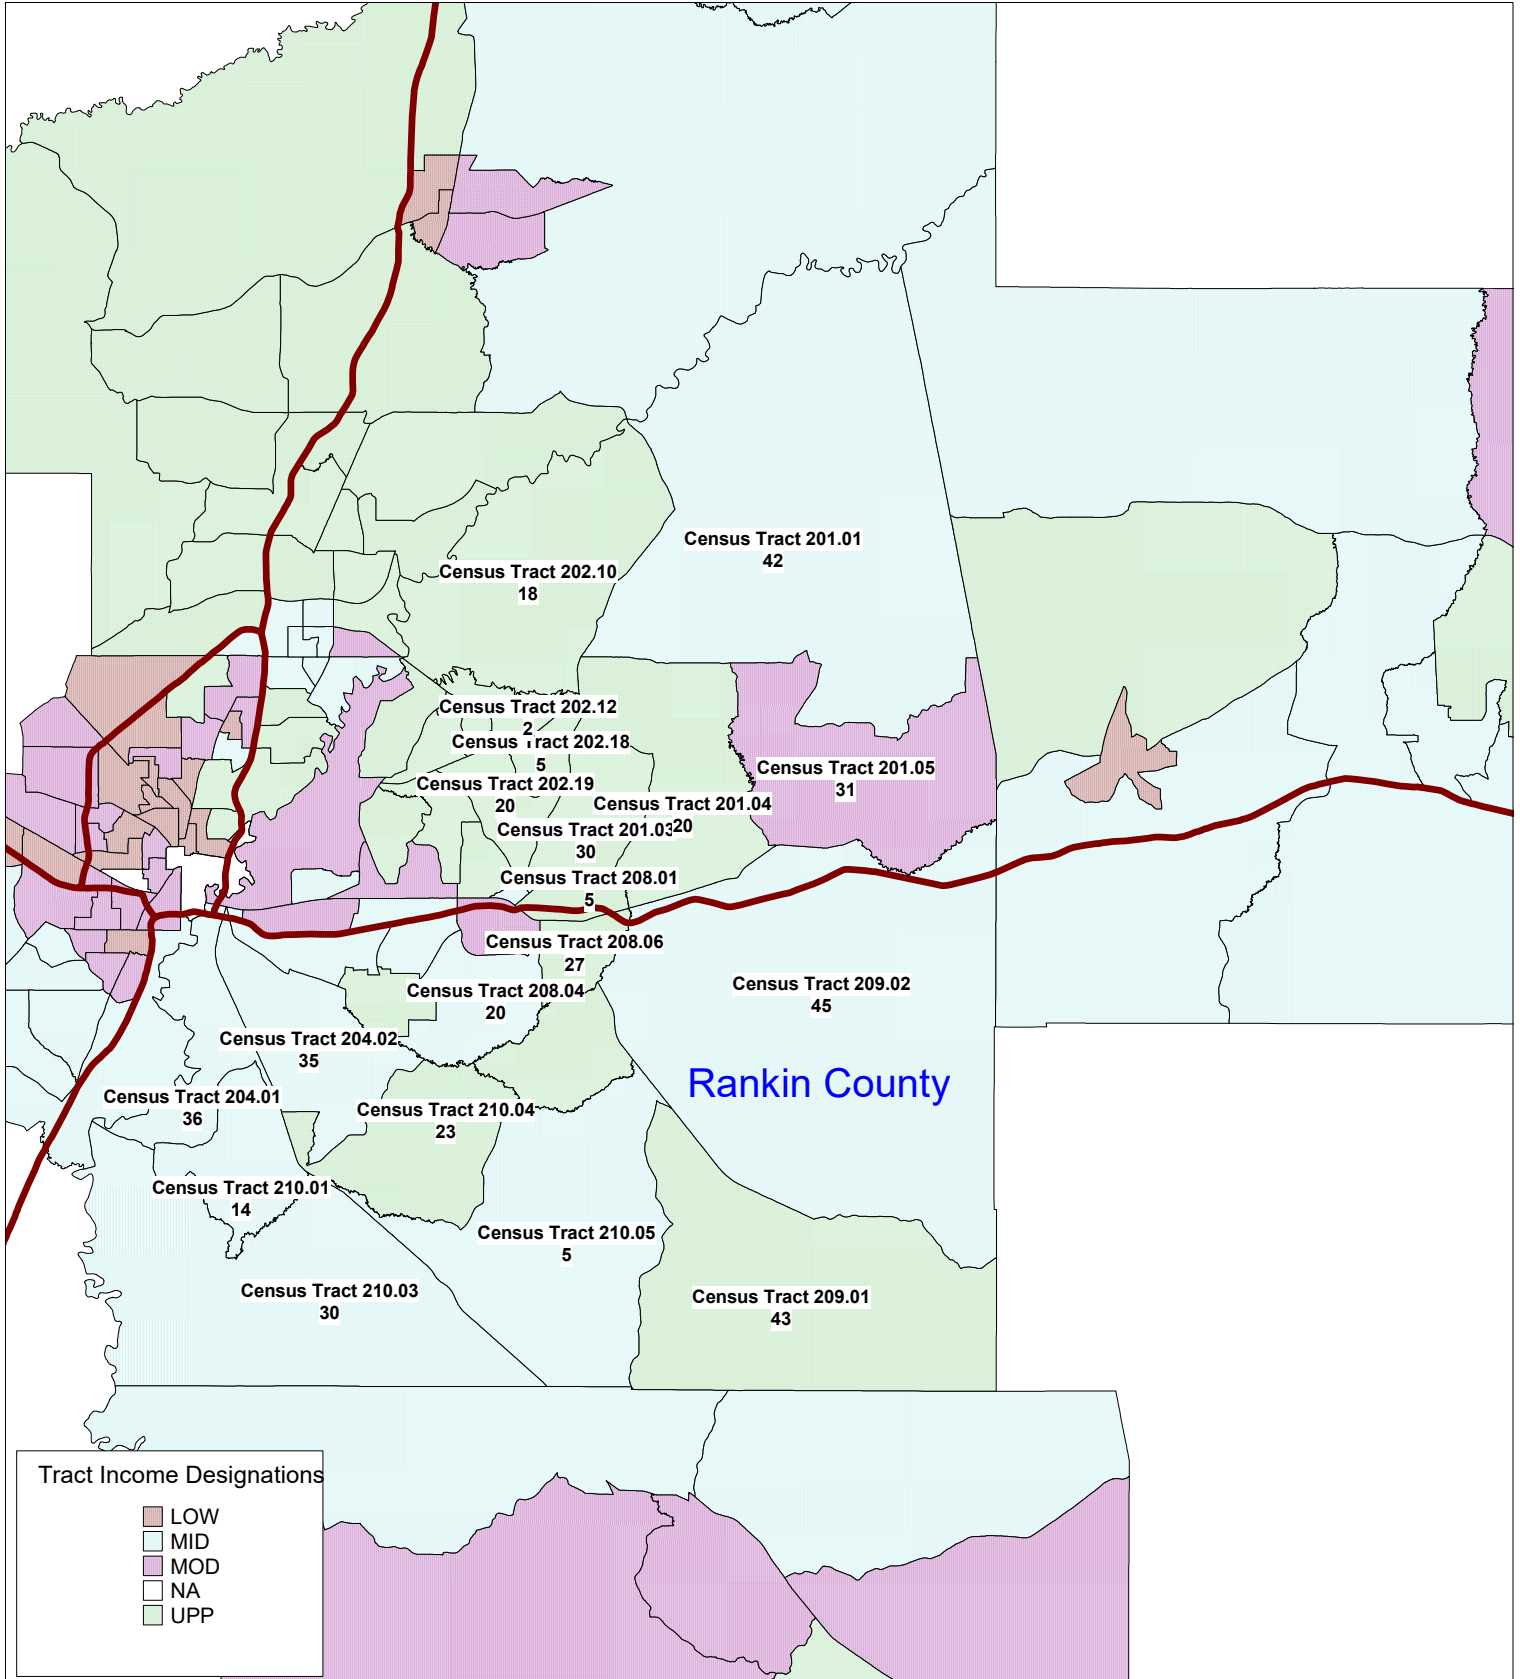 Census Tract 201.01
42
Census Tract 202.10
18
Census Tract 202.12
2
Census Tract 202.18
5
Census Tract 201.05
31
Census Tract 202.19
20
Census Tract 201.04
20
Census Tract 201.03
30
Census Tract 208.01
5
Census Tract 208.06
27
Census Tract 209.02
45
Census Tract 208.04
20
Census Tract 204.02
35
Rankin County
Census Tract 204.01
36
Census Tract 210.04
23
Census Tract 210.01
14
Census Tract 210.05
5
Census Tract 210.03
30
Census Tract 209.01
43
Tract Income Designations
LOW
MID
MOD
NA
UPP